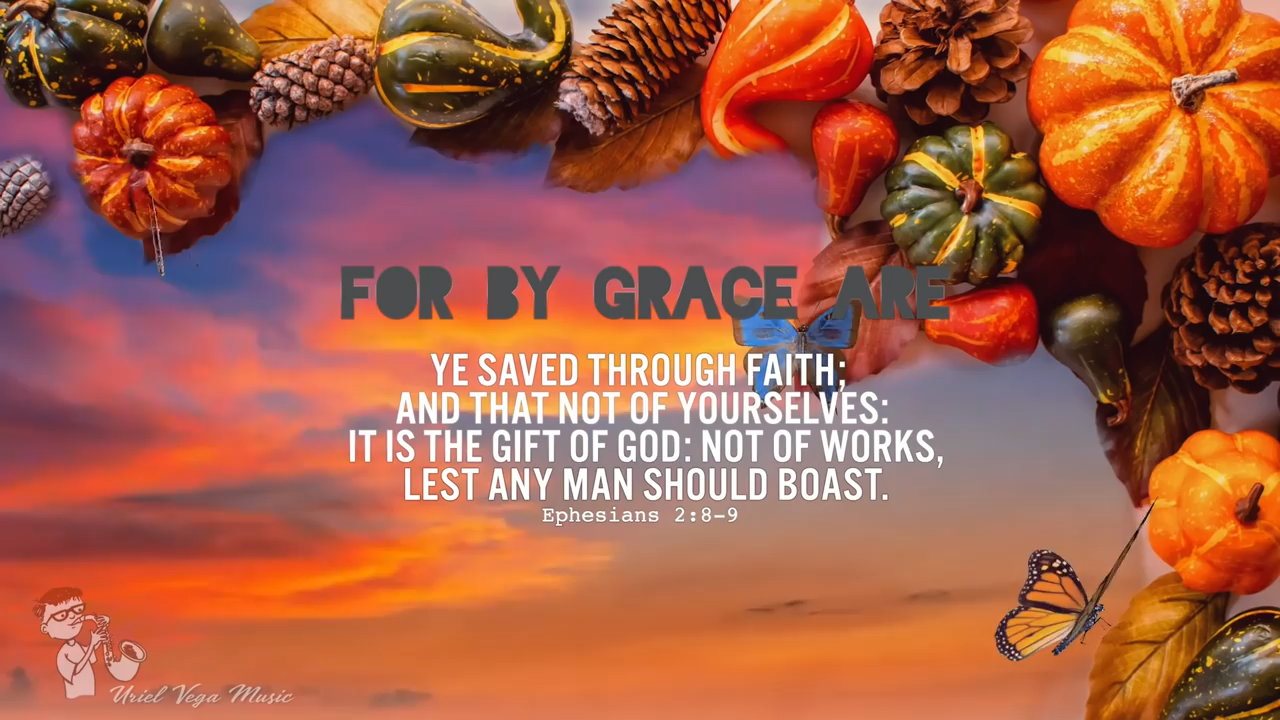 FOR BY GRACE ARE
YE SAVED THROUGH FAITH;
AND THAT NOT OF YOURSELVES:
IT IS THE GIFT OF GOD: NOT OF WORKS,
LEST ANY MAN SHOULD BOAST.
Ephesians 2:8-9
Uriel Vega Music